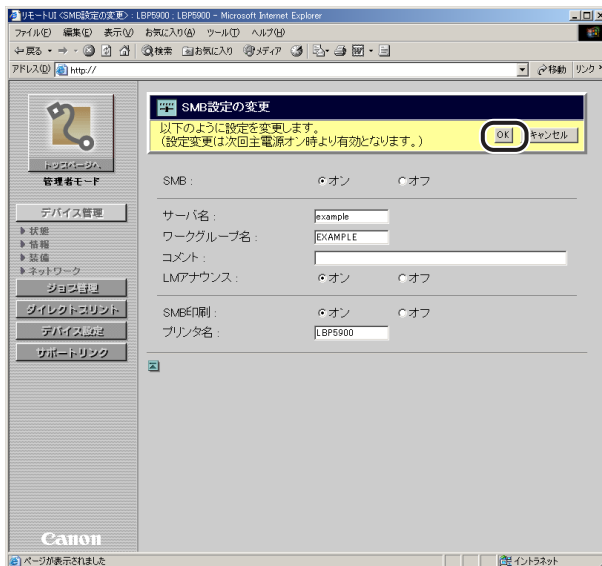 リモートUI <SMB設定の変更> : LBP5900 ; LBP5900 - Microsoft Internet Explorer
ファイル(F) 編集(E) 表示(V) お気に入り(A) ツール(T) ヘルプ(H)
戻る 検索 お気に入り メディア
アドレス(D) http:// 移動 リンク »
SMB設定の変更
以下のように設定を変更します。
(設定変更は次回主電源オン時より有効となります。)
OK キャンセル
トップページへ
管理者モード
デバイス管理
状態
情報
装備
ネットワーク
ジョブ管理
ダイレクトプリント
デバイス設定
サポートリンク
SMB : オン オフ
サーバ名 : example
ワークグループ名 : EXAMPLE
コメント :
LMアナウンス : オン オフ
SMB印刷 : オン オフ
プリンタ名 : LBP5900
Canon
ページが表示されました イントラネット